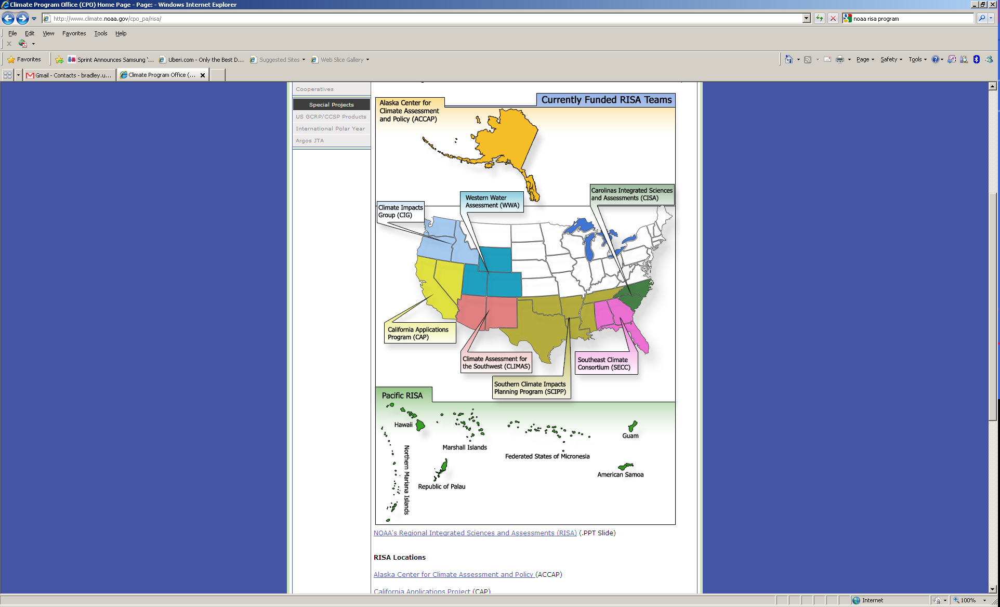 Climate Program Office (CPO) Home Page - Page: - Windows Internet Explorer
http://www.climate.noaa.gov/cpo_pa/risa/
noaa risa program
File Edit View Favorites Tools Help
Favorites
Sprint Announces Samsung '...
Uberi.com - Only the Best D...
Suggested Sites
Web Slice Gallery
Page Safety Tools
Gmail - Contacts - bradley.u...
Climate Program Office (...
Cooperatives
Special Projects
US GCRP/CCSP Products
International Polar Year
Argos JTA
Currently Funded RISA Teams
Alaska Center for
Climate Assessment
and Policy (ACCAP)
Carolinas Integrated Sciences
and Assessments (CISA)
Western Water
Assessment (WWA)
Climate Impacts
Group (CIG)
California Applications
Program (CAP)
Climate Assessment for
the Southwest (CLIMAS)
Southeast Climate
Consortium (SECC)
Southern Climate Impacts
Planning Program (SCIPP)
Pacific RISA
Hawaii
Marshall Islands
Federated States of Micronesia
Guam
Northern Mariana Islands
Republic of Palau
American Samoa
NOAA's Regional Integrated Sciences and Assessments (RISA) (.PPT Slide)
RISA Locations
Alaska Center for Climate Assessment and Policy (ACCAP)
California Applications Project (CAP)
Internet
100%